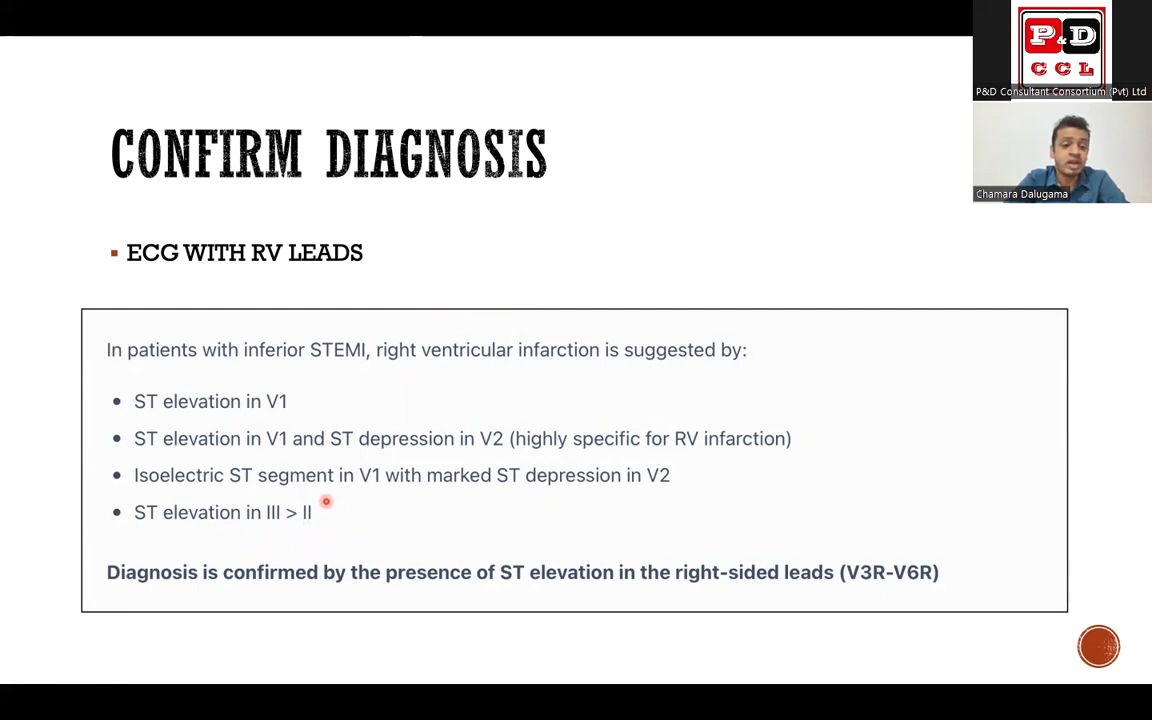 P&D
CCL
P&D Consultant Consortium (Pvt) Ltd
Chamara Dalugama
CONFIRM DIAGNOSIS
▪ ECG WITH RV LEADS
In patients with inferior STEMI, right ventricular infarction is suggested by:
• ST elevation in V1
• ST elevation in V1 and ST depression in V2 (highly specific for RV infarction)
• Isoelectric ST segment in V1 with marked ST depression in V2
• ST elevation in III > II
Diagnosis is confirmed by the presence of ST elevation in the right-sided leads (V3R-V6R)